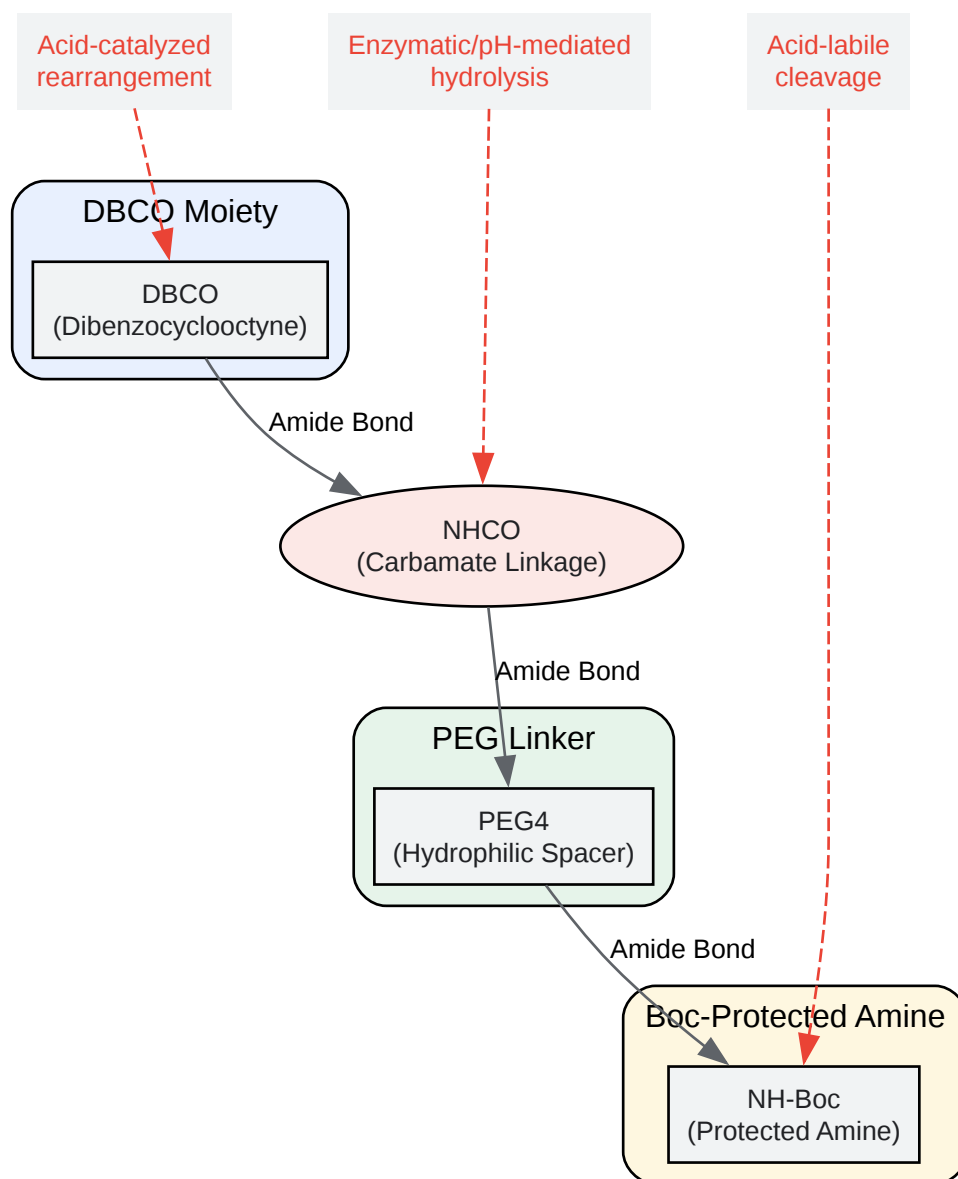 Acid-catalyzed
rearrangement
Enzymatic/pH-mediated
hydrolysis
Acid-labile
cleavage
DBCO Moiety
DBCO
(Dibenzocyclooctyne)
Amide Bond
NHCO
(Carbamate Linkage)
Amide Bond
PEG Linker
PEG4
(Hydrophilic Spacer)
Amide Bond
Boc-Protected Amine
NH-Boc
(Protected Amine)